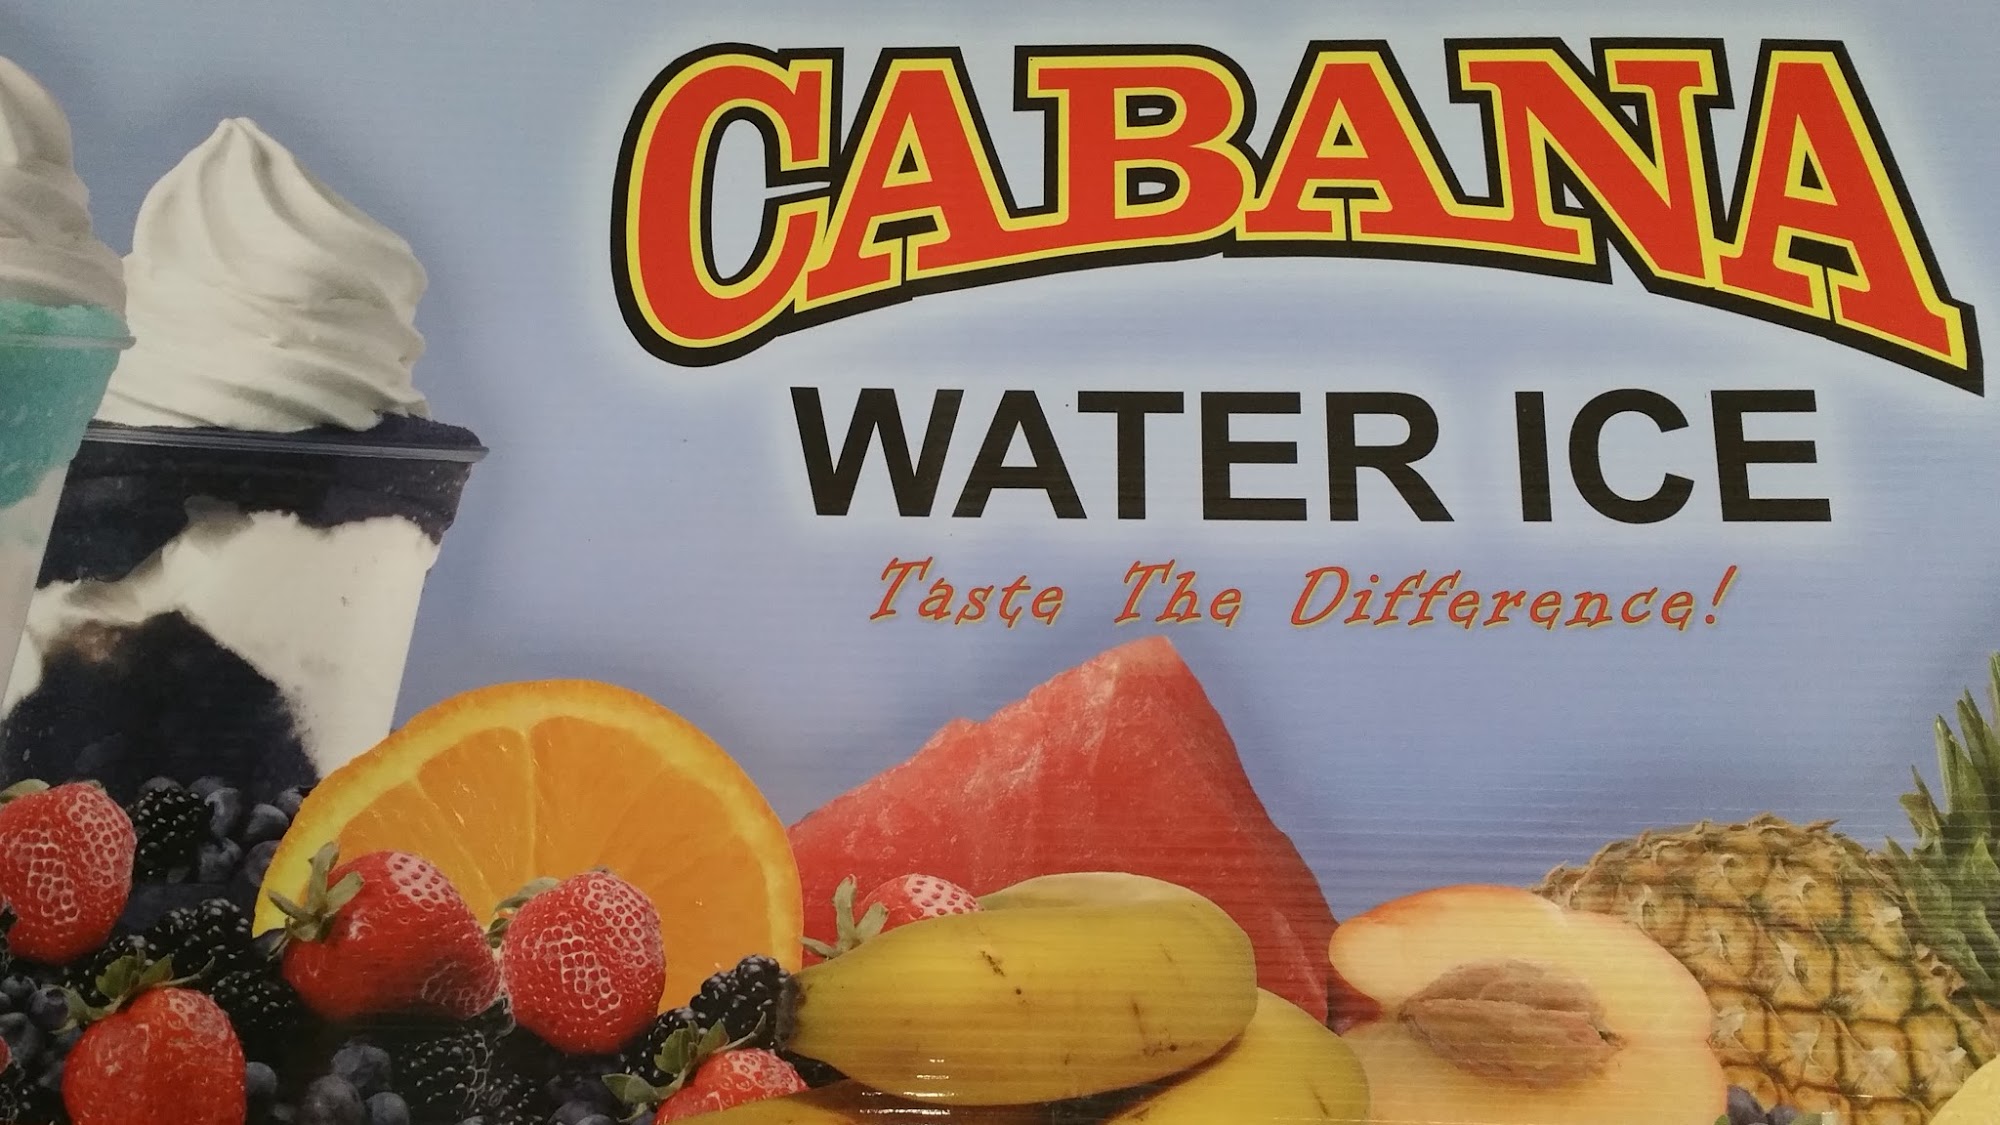 CABANA
WATER ICE
Taste The Difference!